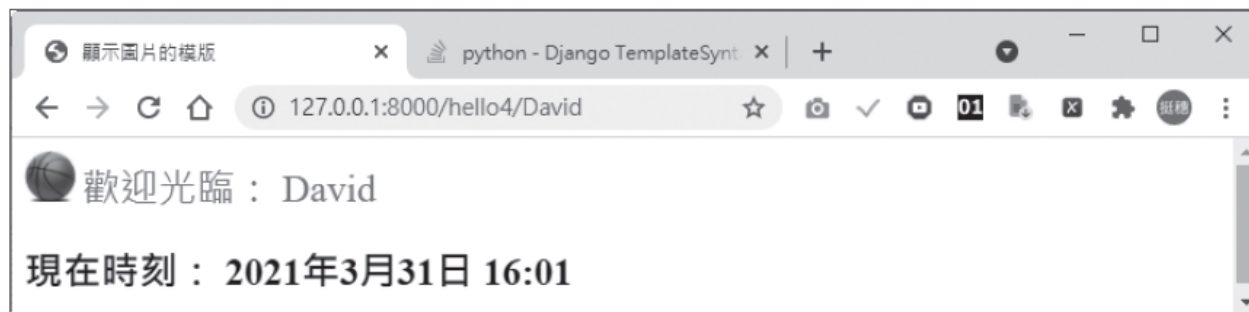 顯示圖片的模版
python - Django TemplateSynt
127.0.0.1:8000/hello4/David
01
X
挺穗
歡迎光臨： David
現在時刻： 2021年3月31日 16:01